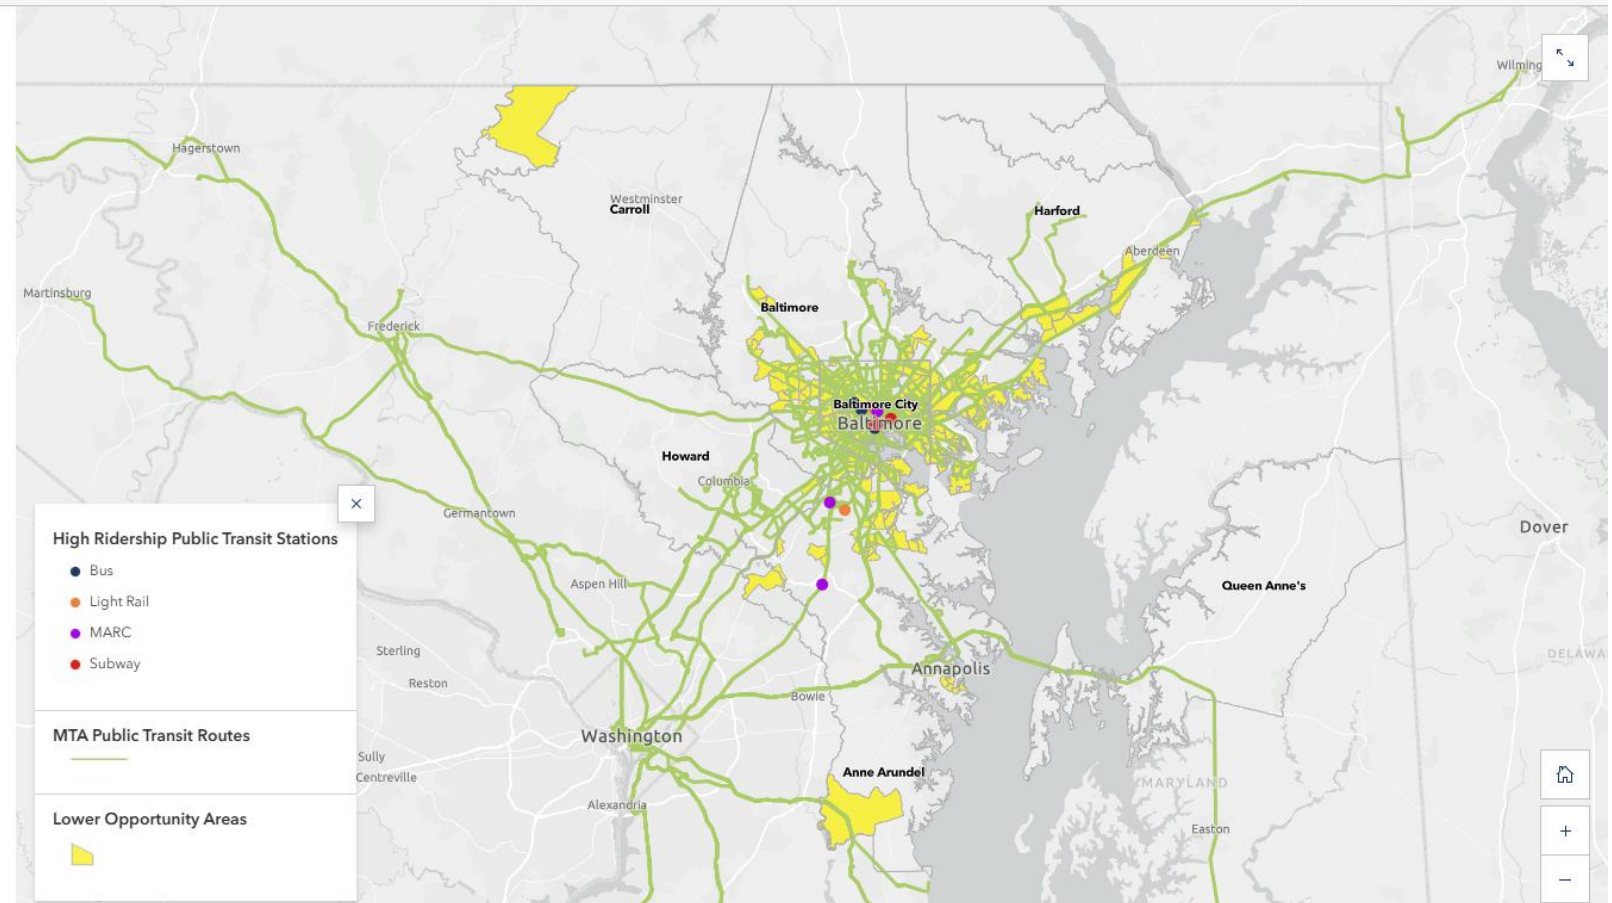 Wilming
Hagerstown
Westminster
Carroll
Harford
Aberdeen
Martinsburg
Baltimore
Frederick
Baltimore City
Baltimore
Howard
Columbia
Germantown
Dover
Aspen Hill
Queen Anne's
Sterling
DELAWA
Annapolis
Reston
Bowie
Washington
Sully
Centreville
Anne Arundel
MARYLAND
Alexandria
Easton
High Ridership Public Transit Stations
Bus
Light Rail
MARC
Subway
MTA Public Transit Routes
Lower Opportunity Areas